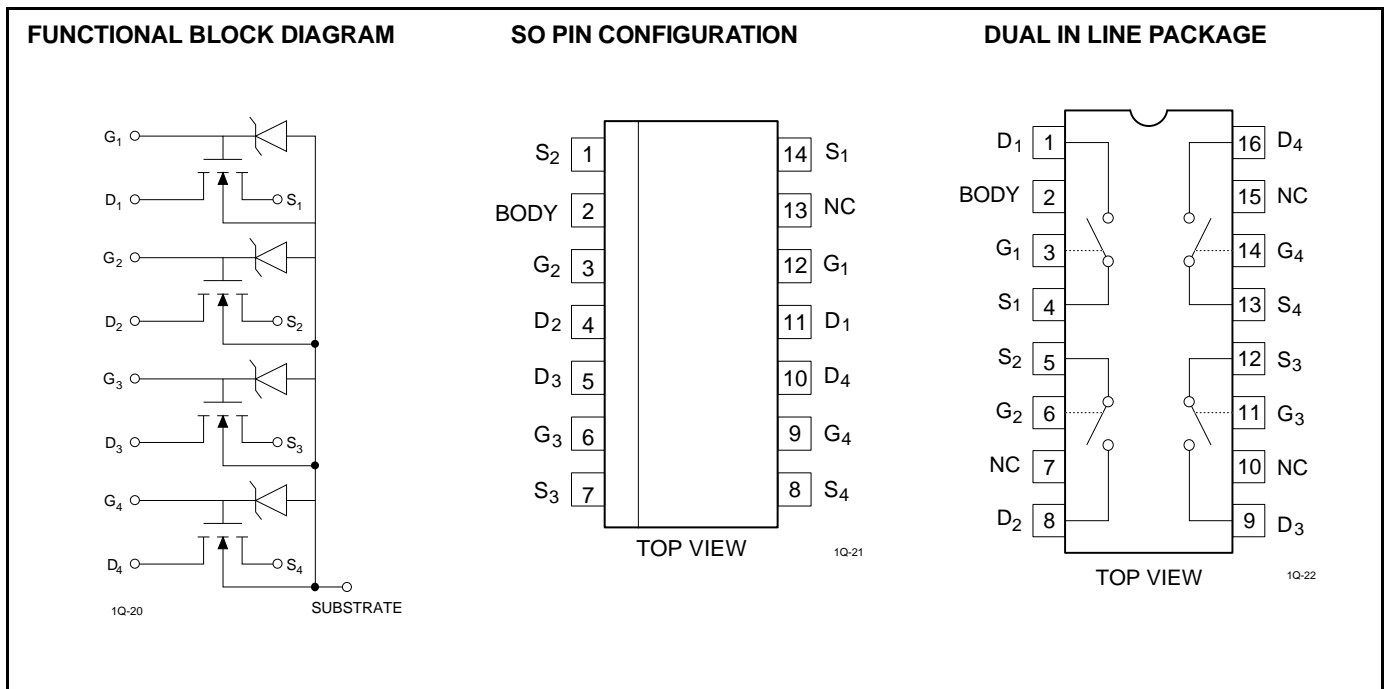 FUNCTIONAL BLOCK DIAGRAM
G1
D1
S1
G2
D2
S2
G3
D3
S3
G4
D4
S4
SUBSTRATE
1Q-20
SO PIN CONFIGURATION
S2 1
14 S1
BODY 2
13 NC
G2 3
12 G1
D2 4
11 D1
D3 5
10 D4
G3 6
9 G4
S3 7
8 S4
TOP VIEW
1Q-21
DUAL IN LINE PACKAGE
D1 1
16 D4
BODY 2
15 NC
G1 3
14 G4
S1 4
13 S4
S2 5
12 S3
G2 6
11 G3
NC 7
10 NC
D2 8
9 D3
TOP VIEW
1Q-22